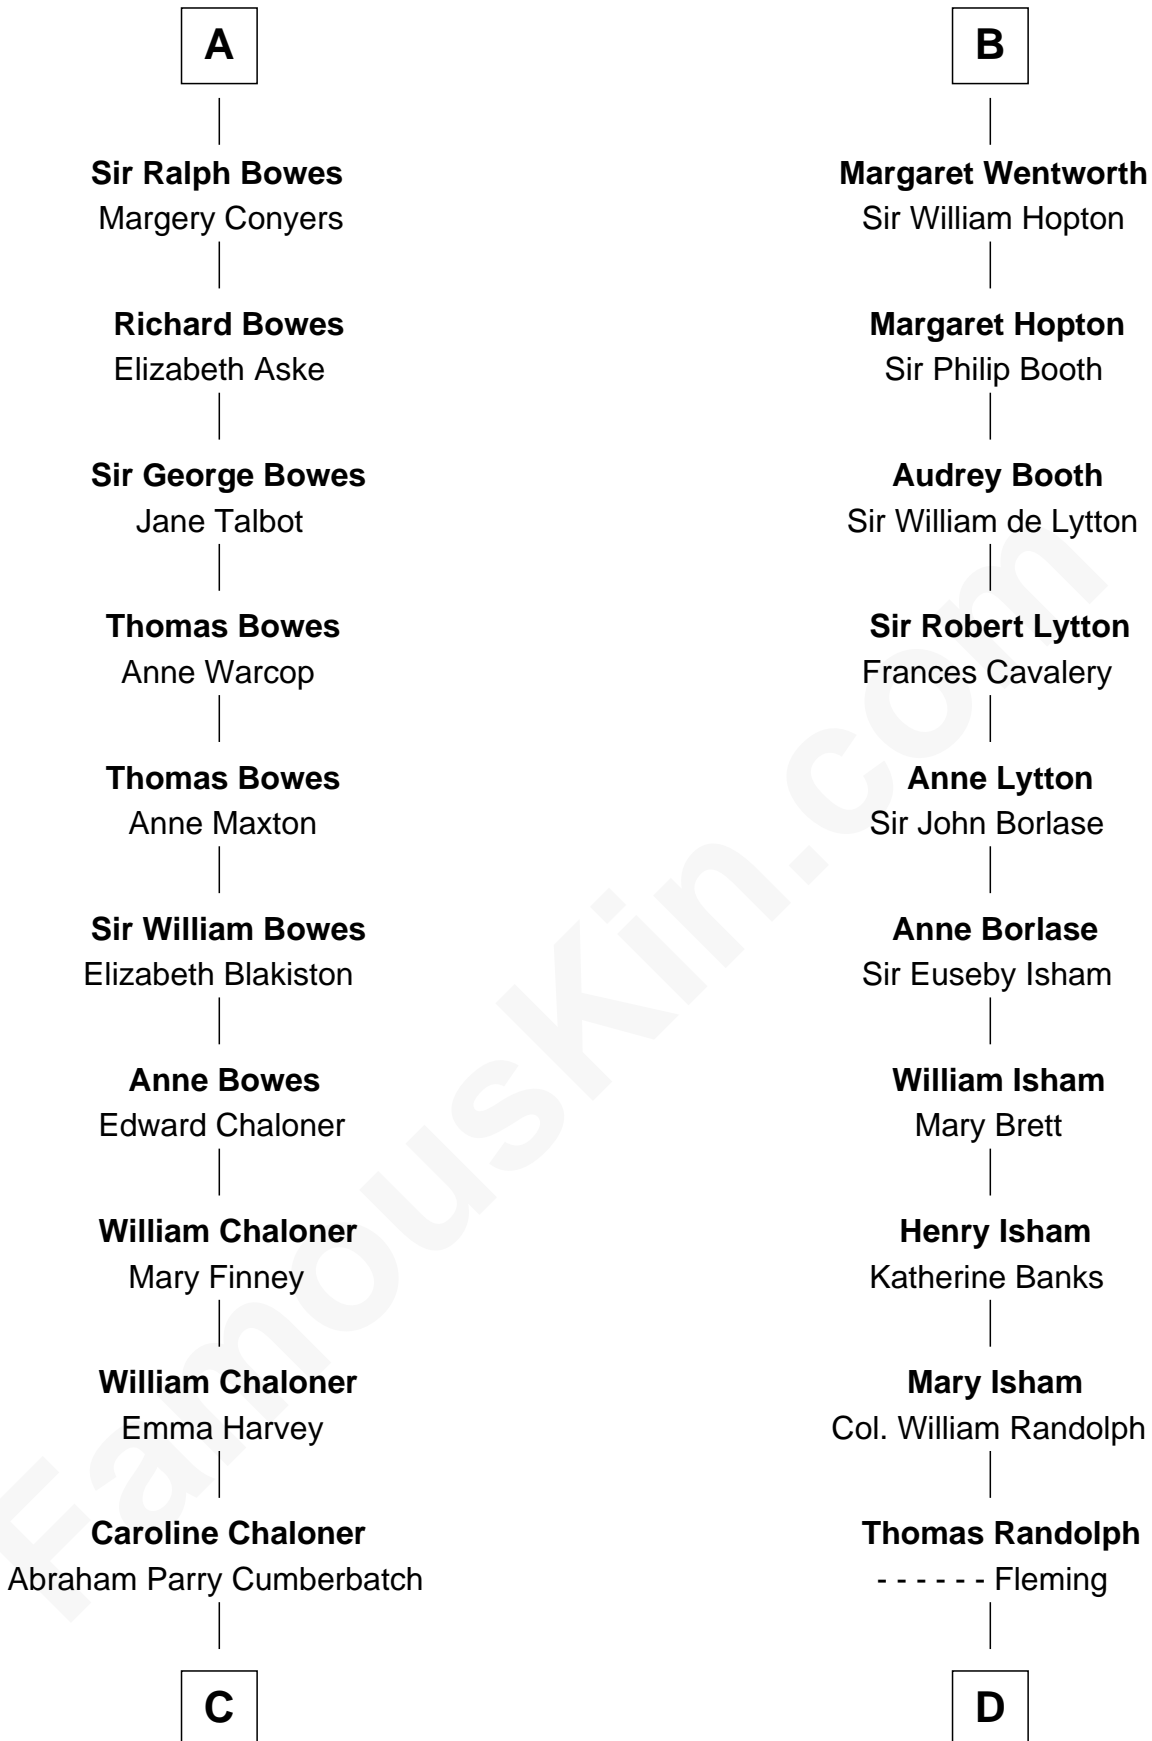 A
Sir Ralph Bowes
Margery Conyers
Richard Bowes
Elizabeth Aske
Sir George Bowes
Jane Talbot
Thomas Bowes
Anne Warcop
Thomas Bowes
Anne Maxton
Sir William Bowes
Elizabeth Blakiston
Anne Bowes
Edward Chaloner
William Chaloner
Mary Finney
William Chaloner
Emma Harvey
Caroline Chaloner
Abraham Parry Cumberbatch
C
B
Margaret Wentworth
Sir William Hopton
Margaret Hopton
Sir Philip Booth
Audrey Booth
Sir William de Lytton
Sir Robert Lytton
Frances Cavalery
Anne Lytton
Sir John Borlase
Anne Borlase
Sir Euseby Isham
William Isham
Mary Brett
Henry Isham
Katherine Banks
Mary Isham
Col. William Randolph
Thomas Randolph
- - - - - - Fleming
D
FamousKin.com